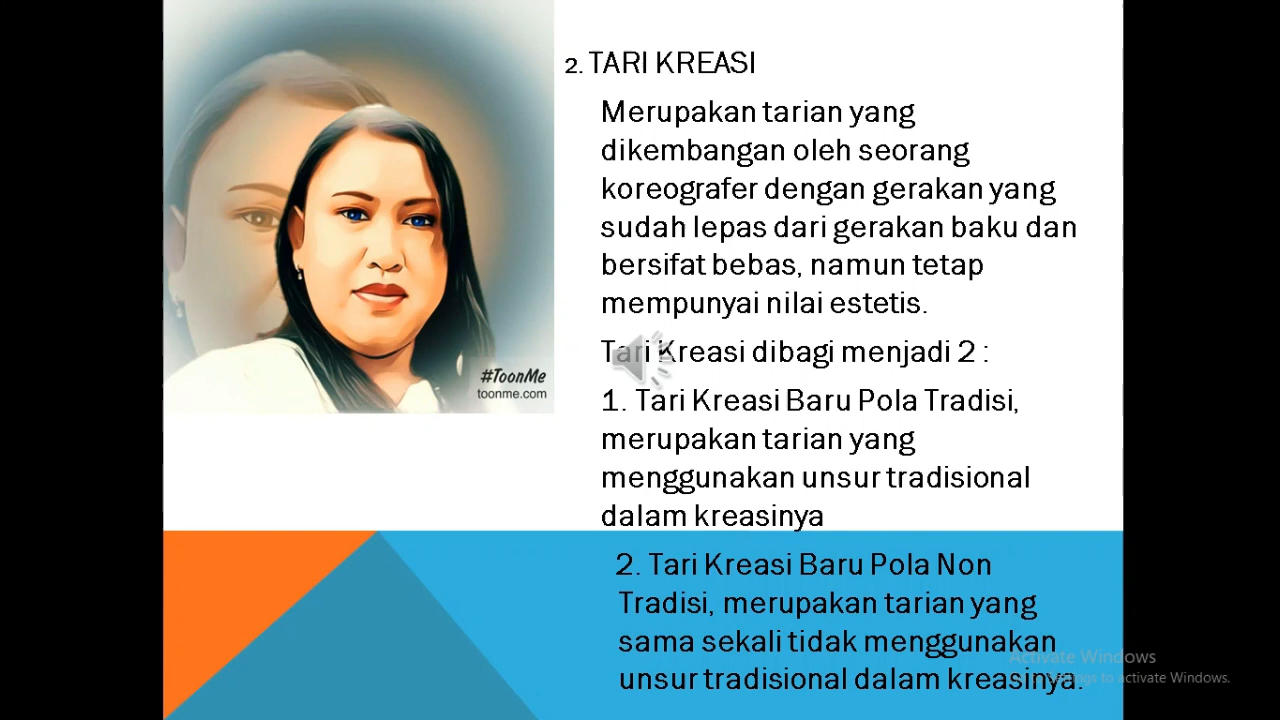 2. TARI KREASI
Merupakan tarian yang
dikembangan oleh seorang
koreografer dengan gerakan yang
sudah lepas dari gerakan baku dan
bersifat bebas, namun tetap
mempunyai nilai estetis.
Tari Kreasi dibagi menjadi 2 :
1. Tari Kreasi Baru Pola Tradisi,
merupakan tarian yang
menggunakan unsur tradisional
dalam kreasinya
2. Tari Kreasi Baru Pola Non
Tradisi, merupakan tarian yang
sama sekali tidak menggunakan
unsur tradisional dalam kreasinya.
#ToonMe
toonme.com
Activate Windows
to Settings to activate Windows.